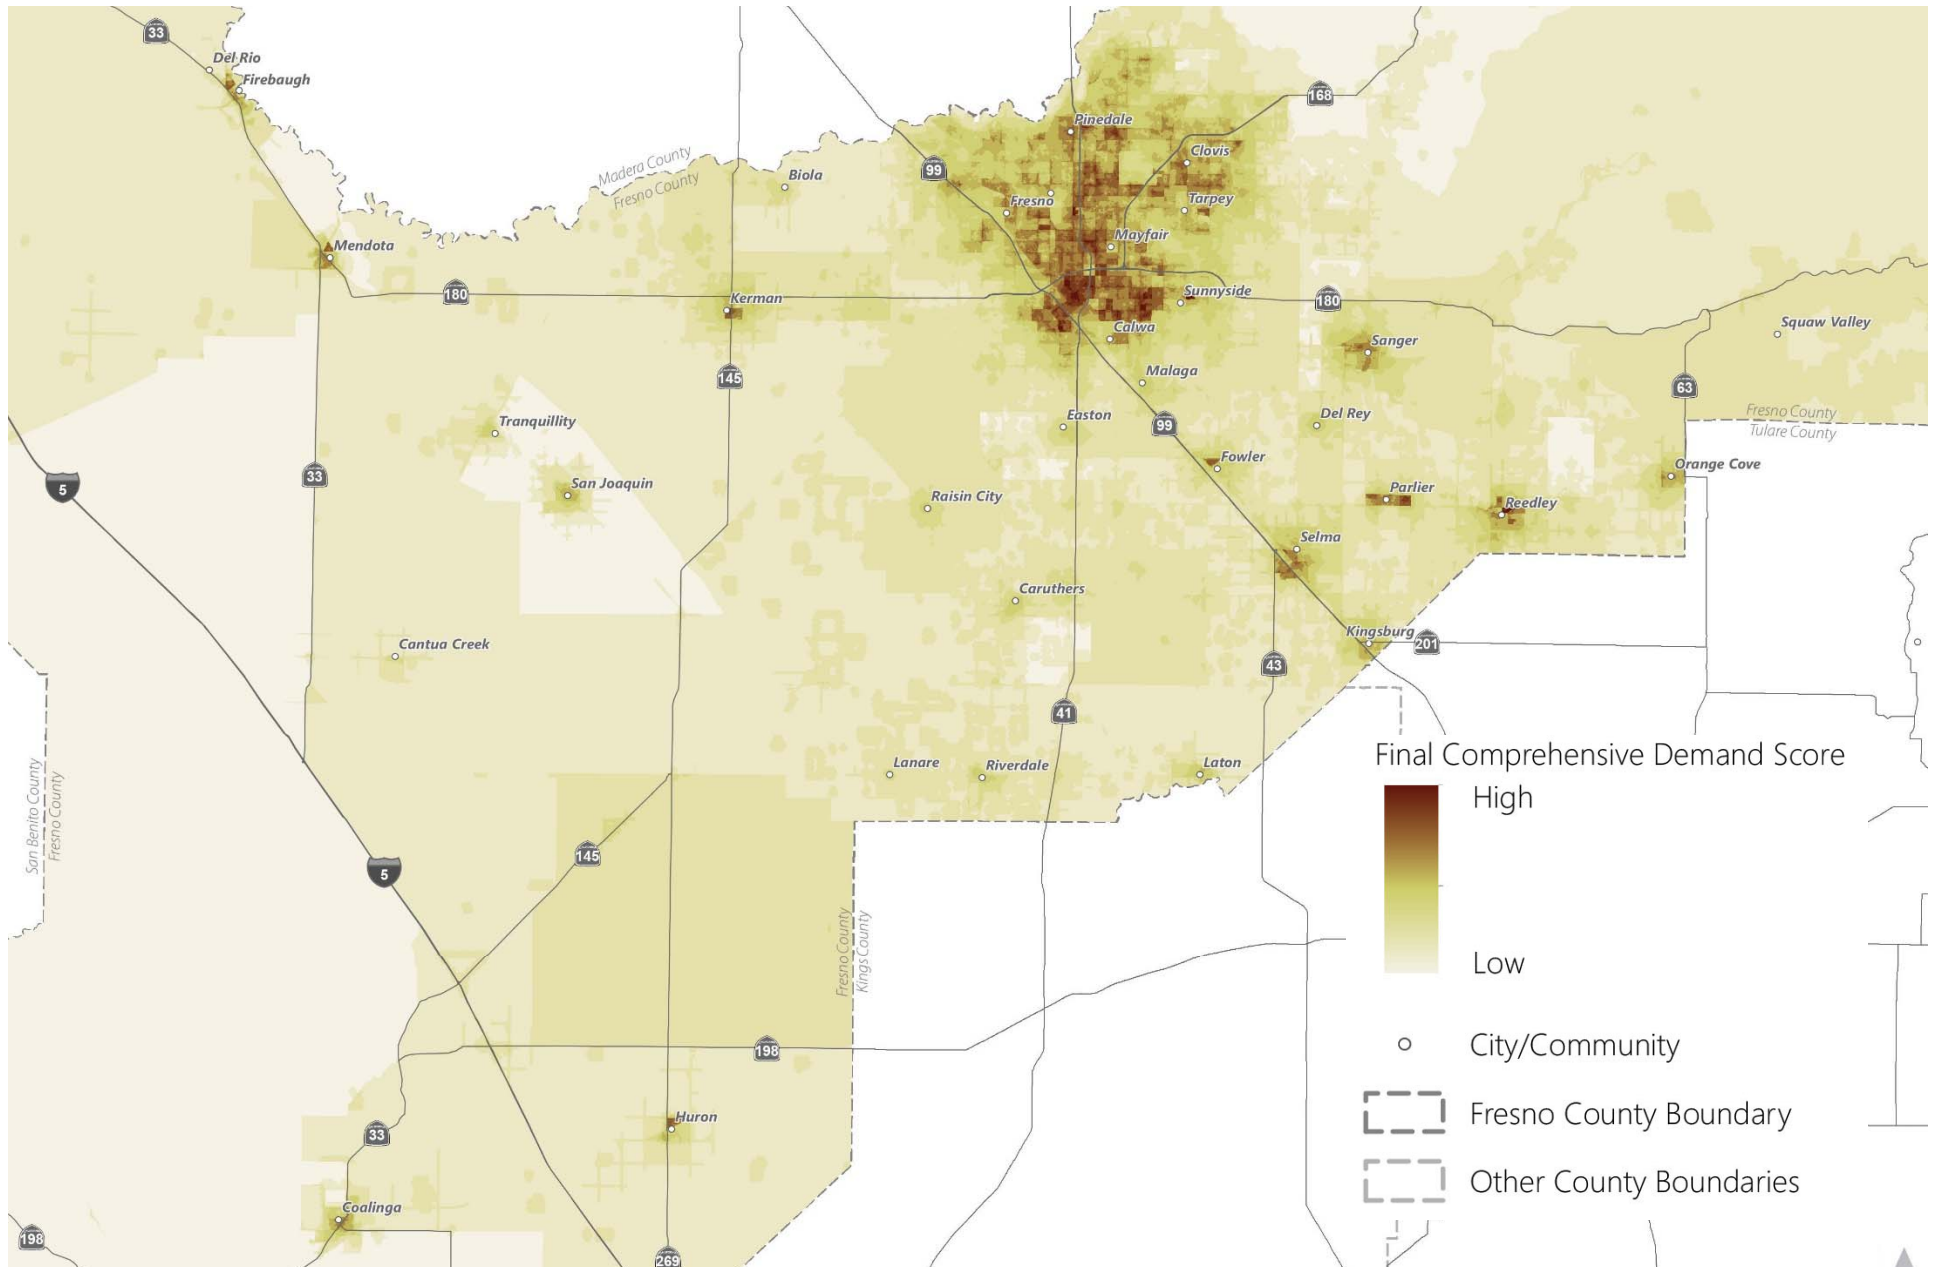 33
Del Rio
Firebaugh
168
Pinedale
Madera County
Fresno County
99
Clovis
Biola
Fresno
Tarpey
Mendota
Mayfair
180
Kerman
Sunnyside
180
Calwa
Squaw Valley
Sanger
145
Malaga
63
Tranquillity
Easton
99
Del Rey
Fresno County
Tulare County
33
5
San Joaquin
Raisin City
Fowler
Orange Cove
Parlier
Reedley
Selma
Caruthers
Cantua Creek
Kingsburg
201
43
41
Lanare
Riverdale
Laton
San Benito County
Fresno County
145
5
Fresno County
Kings County
198
Huron
33
Coalinga
198
269
Final Comprehensive Demand Score
High
Low
City/Community
Fresno County Boundary
Other County Boundaries